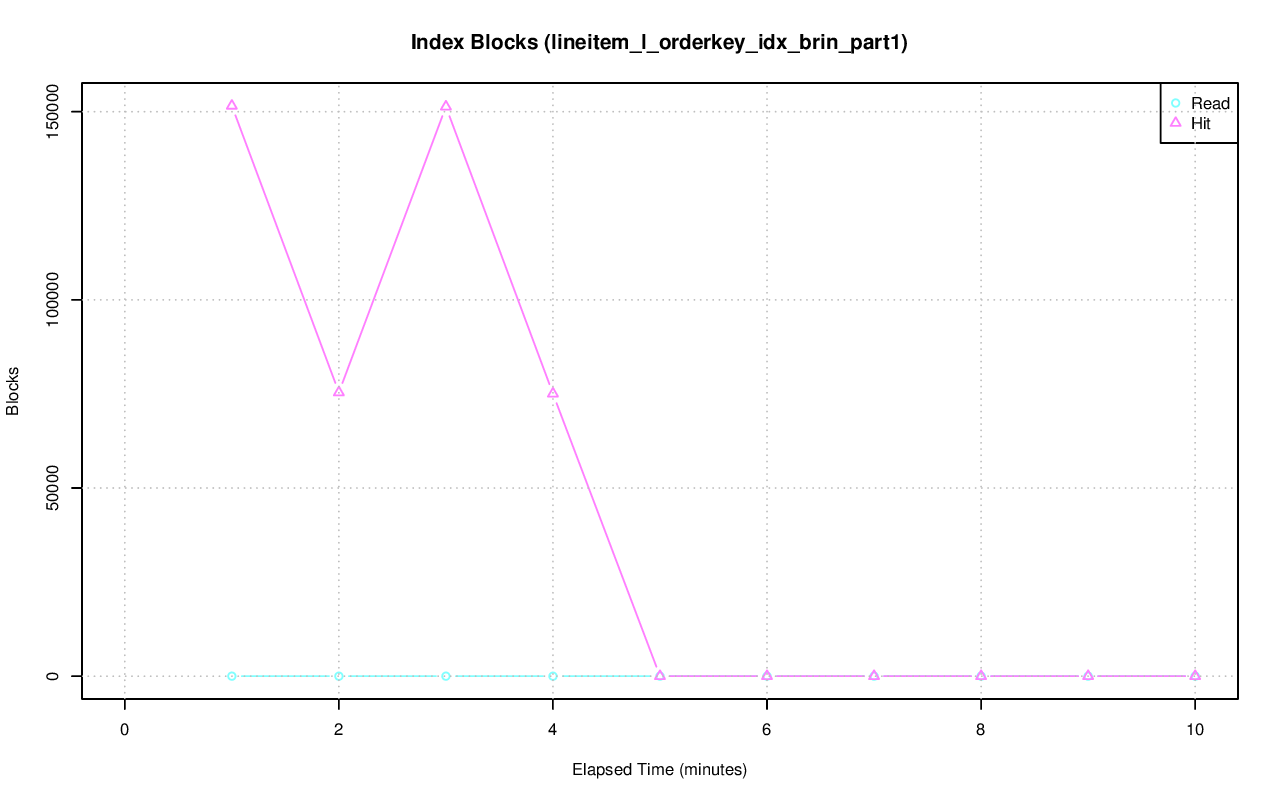 Index Blocks (lineitem_l_orderkey_idx_brin_part1)
Read
Hit
150000
100000
50000
0
Blocks
0 2 4 6 8 10
Elapsed Time (minutes)